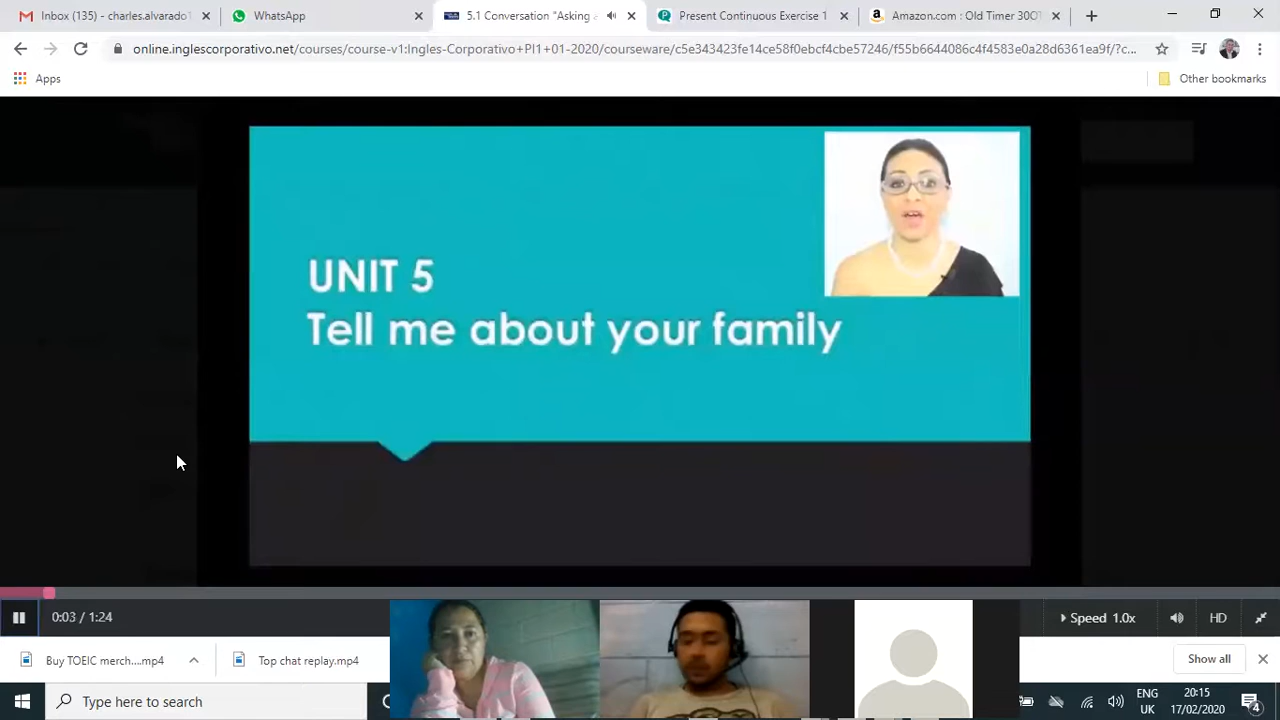 Inbox (135) - charles.alvarado
WhatsApp
5.1 Conversation "Asking
Present Continuous Exercise 1
Amazon.com : Old Timer 30OT
online.inglescorporativo.net/courses/course-v1:Ingles-Corporativo+PI1+01-2020/courseware/c5e343423fe14ce58f0ebcf4cbe57246/f55b6644086c4f4583e0a28d6361ea9f/?c...
Apps
Other bookmarks
UNIT 5
Tell me about your family
0:03 / 1:24
Speed 1.0x
HD
Buy TOEIC merch....mp4
Top chat replay.mp4
Show all
Type here to search
ENG
UK
20:15
17/02/2020
4